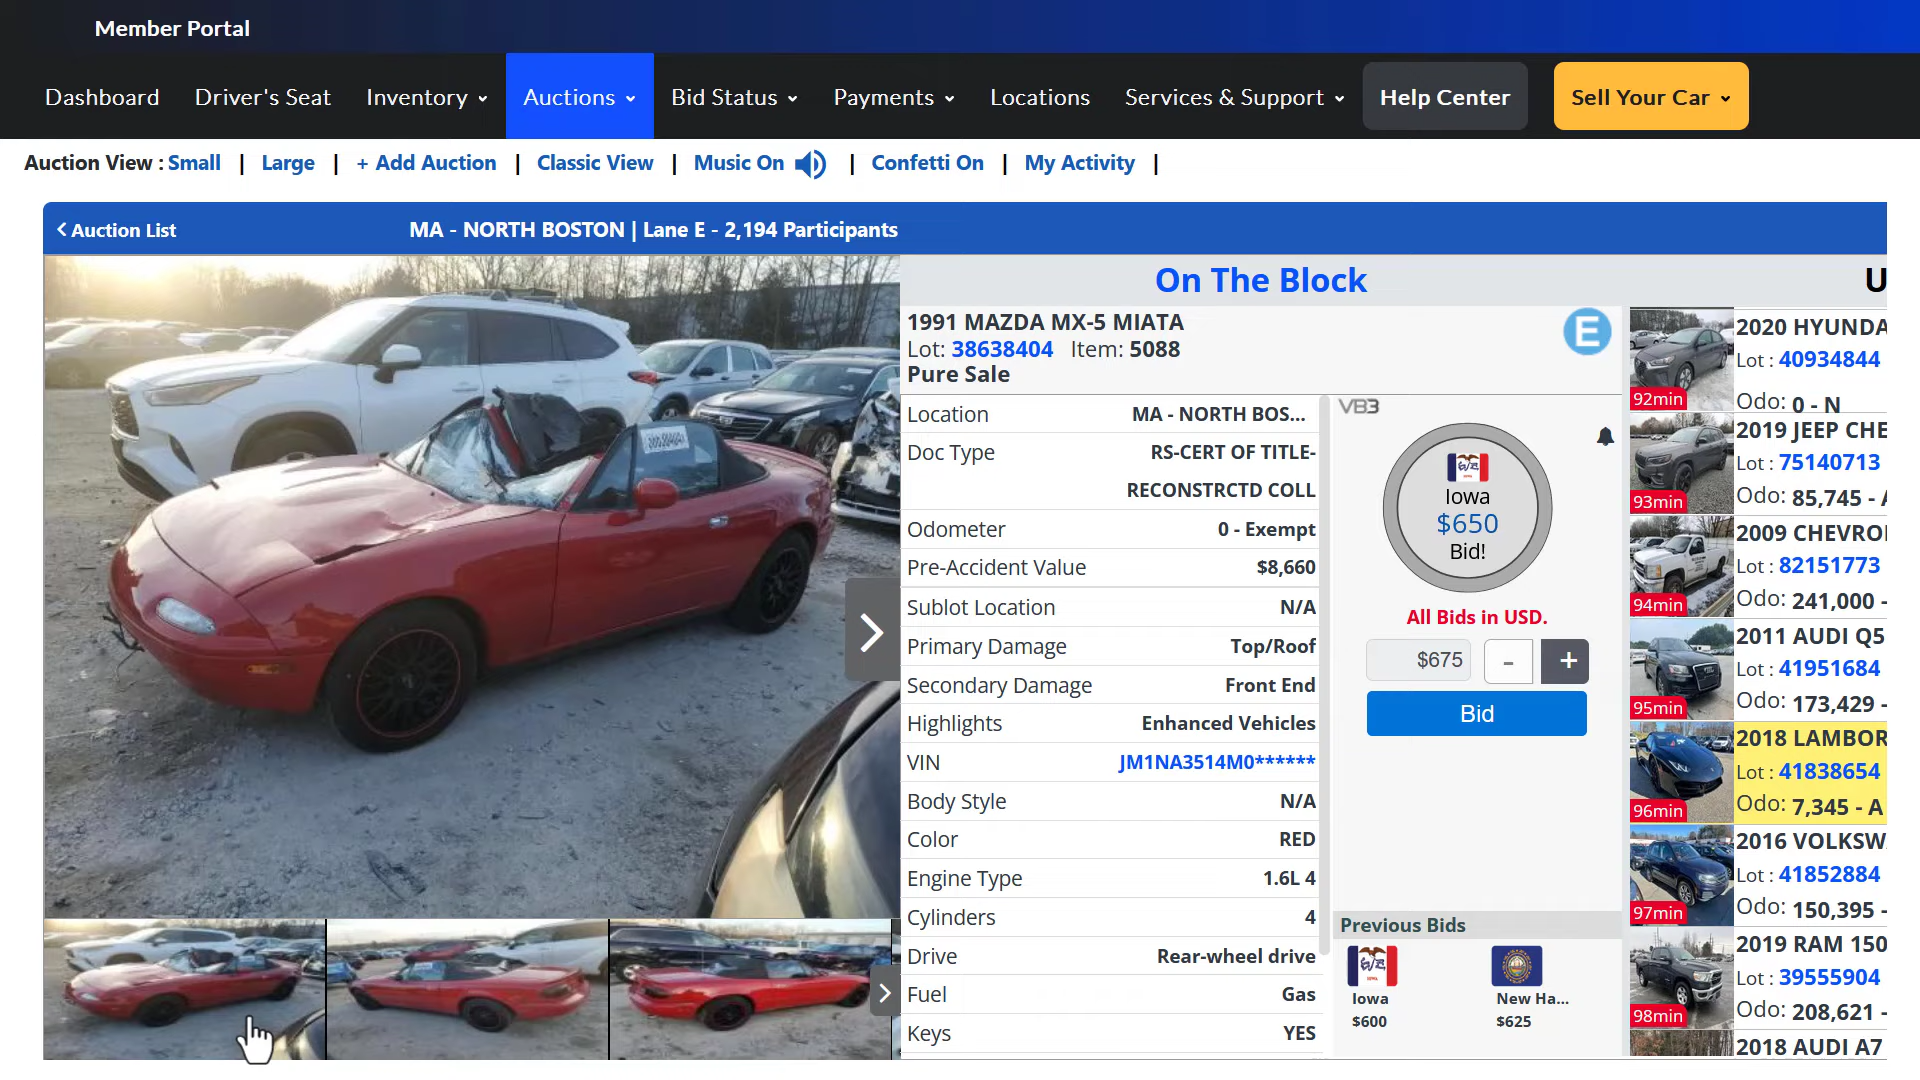 Member Portal
Dashboard Driver's Seat Inventory Auctions Bid Status Payments Locations Services & Support Help Center Sell Your Car
Auction View : Small | Large | + Add Auction | Classic View | Music On | Confetti On | My Activity |
Auction List MA - NORTH BOSTON | Lane E - 2,194 Participants
On The Block U
1991 MAZDA MX-5 MIATA
Lot: 38638404 Item: 5088
Pure Sale
E
Location MA - NORTH BOS...
Doc Type RS-CERT OF TITLE-
RECONSTRCTD COLL
Odometer 0 - Exempt
Pre-Accident Value $8,660
Sublot Location N/A
Primary Damage Top/Roof
Secondary Damage Front End
Highlights Enhanced Vehicles
VIN JM1NA3514M0******
Body Style N/A
Color RED
Engine Type 1.6L 4
Cylinders 4
Drive Rear-wheel drive
Fuel Gas
Keys YES
VB3
Iowa
$650
Bid!
All Bids in USD.
$675 - +
Bid
Previous Bids
Iowa
$600
New Ha...
$625
2020 HYUNDA
Lot : 40934844
Odo: 0 - N
92min
2019 JEEP CHE
Lot : 75140713
Odo: 85,745 - A
93min
2009 CHEVROL
Lot : 82151773
Odo: 241,000 -
94min
2011 AUDI Q5
Lot : 41951684
Odo: 173,429 -
95min
2018 LAMBOR
Lot : 41838654
Odo: 7,345 - A
96min
2016 VOLKSW
Lot : 41852884
Odo: 150,395 -
97min
2019 RAM 150
Lot : 39555904
Odo: 208,621 -
98min
2018 AUDI A7